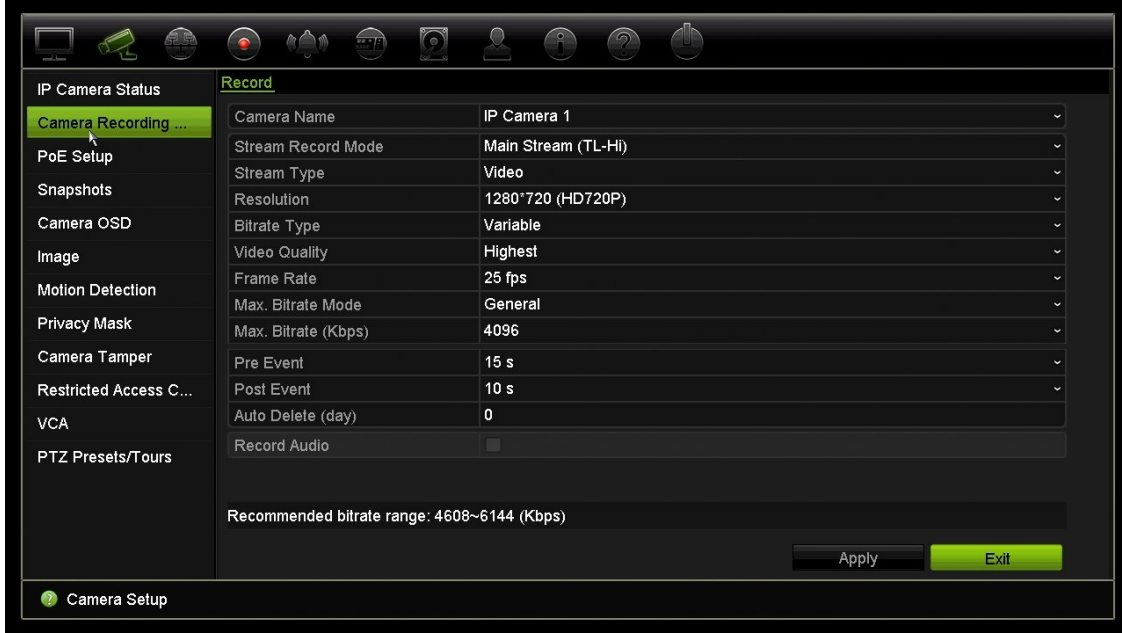 IP Camera Status
Camera Recording ...
PoE Setup
Snapshots
Camera OSD
Image
Motion Detection
Privacy Mask
Camera Tamper
Restricted Access C...
VCA
PTZ Presets/Tours
Record
Camera Name IP Camera 1
Stream Record Mode Main Stream (TL-Hi)
Stream Type Video
Resolution 1280*720 (HD720P)
Bitrate Type Variable
Video Quality Highest
Frame Rate 25 fps
Max. Bitrate Mode General
Max. Bitrate (Kbps) 4096
Pre Event 15 s
Post Event 10 s
Auto Delete (day) 0
Record Audio
Recommended bitrate range: 4608~6144 (Kbps)
Apply Exit
? Camera Setup